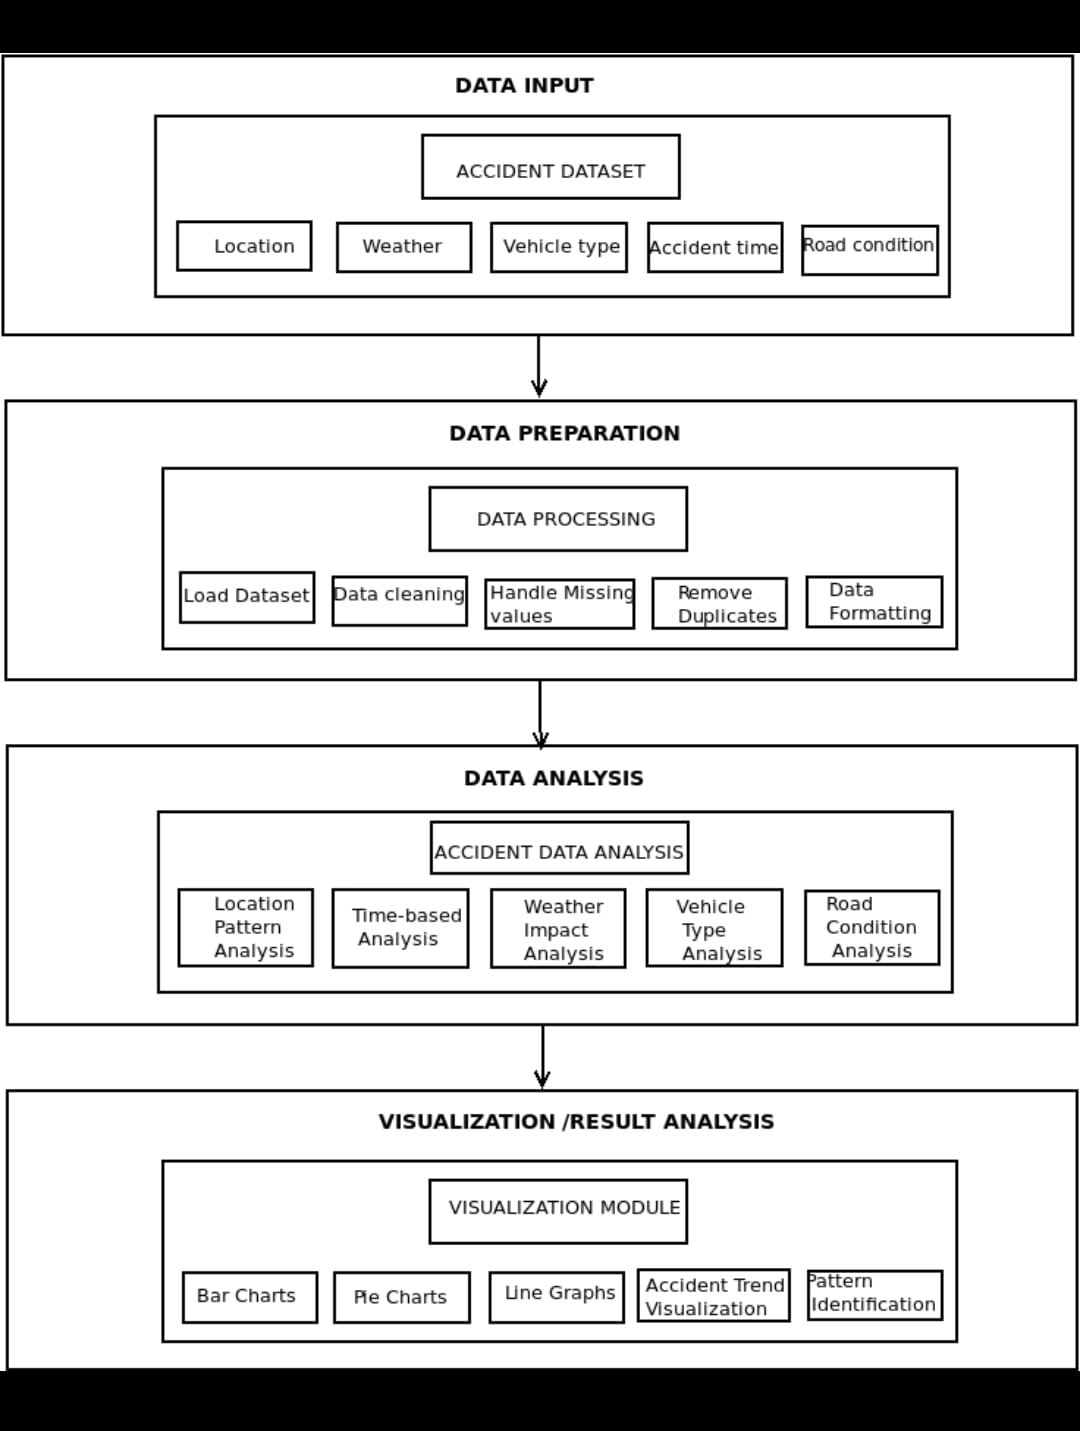 DATA INPUT
ACCIDENT DATASET
Location
Weather
Vehicle type
Accident time
Road condition
DATA PREPARATION
DATA PROCESSING
Load Dataset
Data cleaning
Handle Missing
values
Remove
Duplicates
Data
Formatting
DATA ANALYSIS
ACCIDENT DATA ANALYSIS
Location
Pattern
Analysis
Time-based
Analysis
Weather
Impact
Analysis
Vehicle
Type
Analysis
Road
Condition
Analysis
VISUALIZATION /RESULT ANALYSIS
VISUALIZATION MODULE
Bar Charts
Pie Charts
Line Graphs
Accident Trend
Visualization
Pattern
Identification